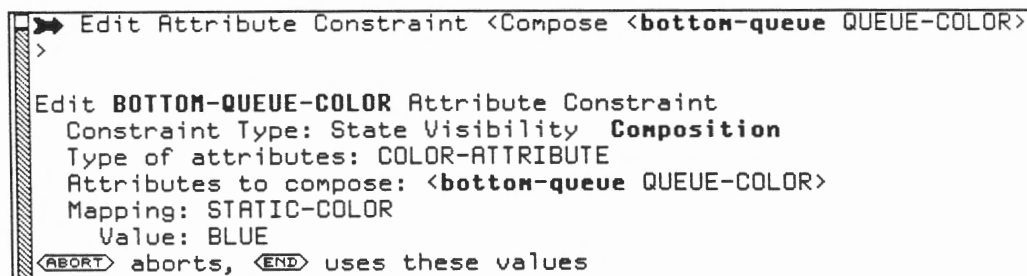 Edit Attribute Constraint <Compose <bottom-queue QUEUE-COLOR>
>
Edit BOTTOM-QUEUE-COLOR Attribute Constraint
Constraint Type: State Visibility Composition
Type of attributes: COLOR-ATTRIBUTE
Attributes to compose: <bottom-queue QUEUE-COLOR>
Mapping: STATIC-COLOR
Value: BLUE
<ABORT> aborts, <END> uses these values